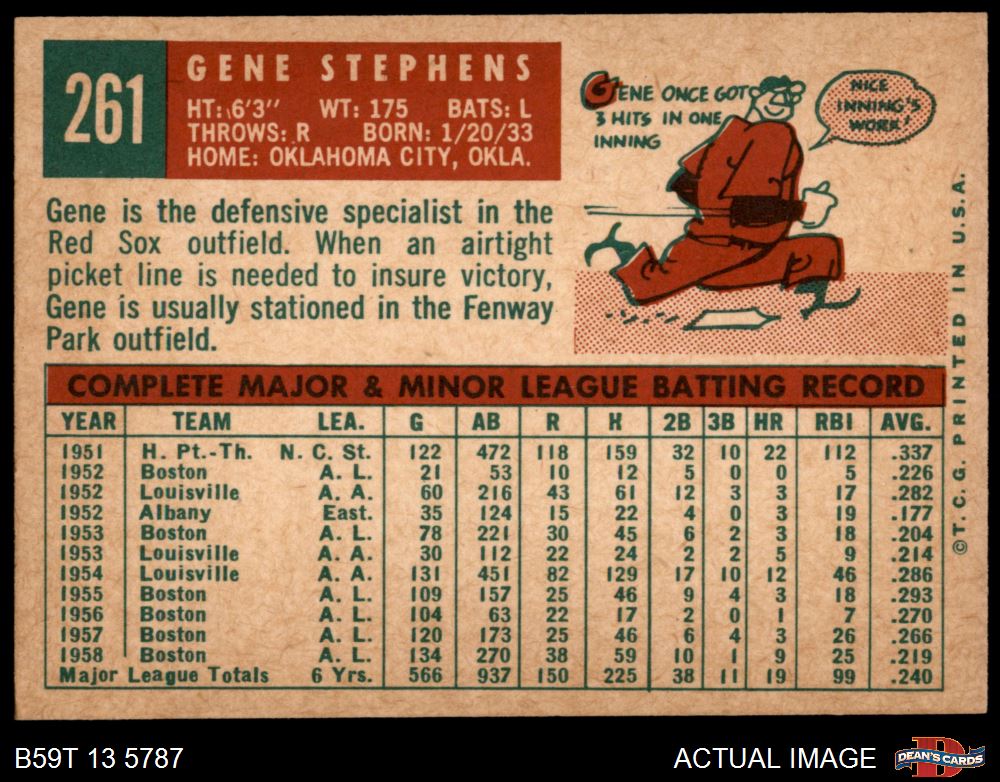 261
GENE STEPHENS
HT: 6'3" WT: 175 BATS: L
THROWS: R BORN: 1/20/33
HOME: OKLAHOMA CITY, OKLA.
GENE ONCE GOT
3 HITS IN ONE
INNING
NICE
INNING'S
WORK!
Gene is the defensive specialist in the
Red Sox outfield. When an airtight
picket line is needed to insure victory,
Gene is usually stationed in the Fenway
Park outfield.
COMPLETE MAJOR & MINOR LEAGUE BATTING RECORD
YEAR TEAM LEA. G AB R H 2B 3B HR RBI AVG.
1951 H. Pt.-Th. N. C. St. 122 472 118 159 32 10 22 112 .337
1952 Boston A. L. 21 53 10 12 5 0 0 5 .226
1952 Louisville A. A. 60 216 43 61 12 3 3 17 .282
1952 Albany East. 35 124 15 22 4 0 3 19 .177
1953 Boston A. L. 78 221 30 45 6 2 3 18 .204
1953 Louisville A. A. 30 112 22 24 2 2 5 9 .214
1954 Louisville A. A. 131 451 82 129 17 10 12 46 .286
1955 Boston A. L. 109 157 25 46 9 4 3 18 .293
1956 Boston A. L. 104 63 22 17 2 0 1 7 .270
1957 Boston A. L. 120 173 25 46 6 4 3 26 .266
1958 Boston A. L. 134 270 38 59 10 1 9 25 .219
Major League Totals 6 Yrs. 566 937 150 225 38 11 19 99 .240
©T. C. G. PRINTED IN U.S.A.
B59T 13 5787
ACTUAL IMAGE
D
DEAN'S CARDS